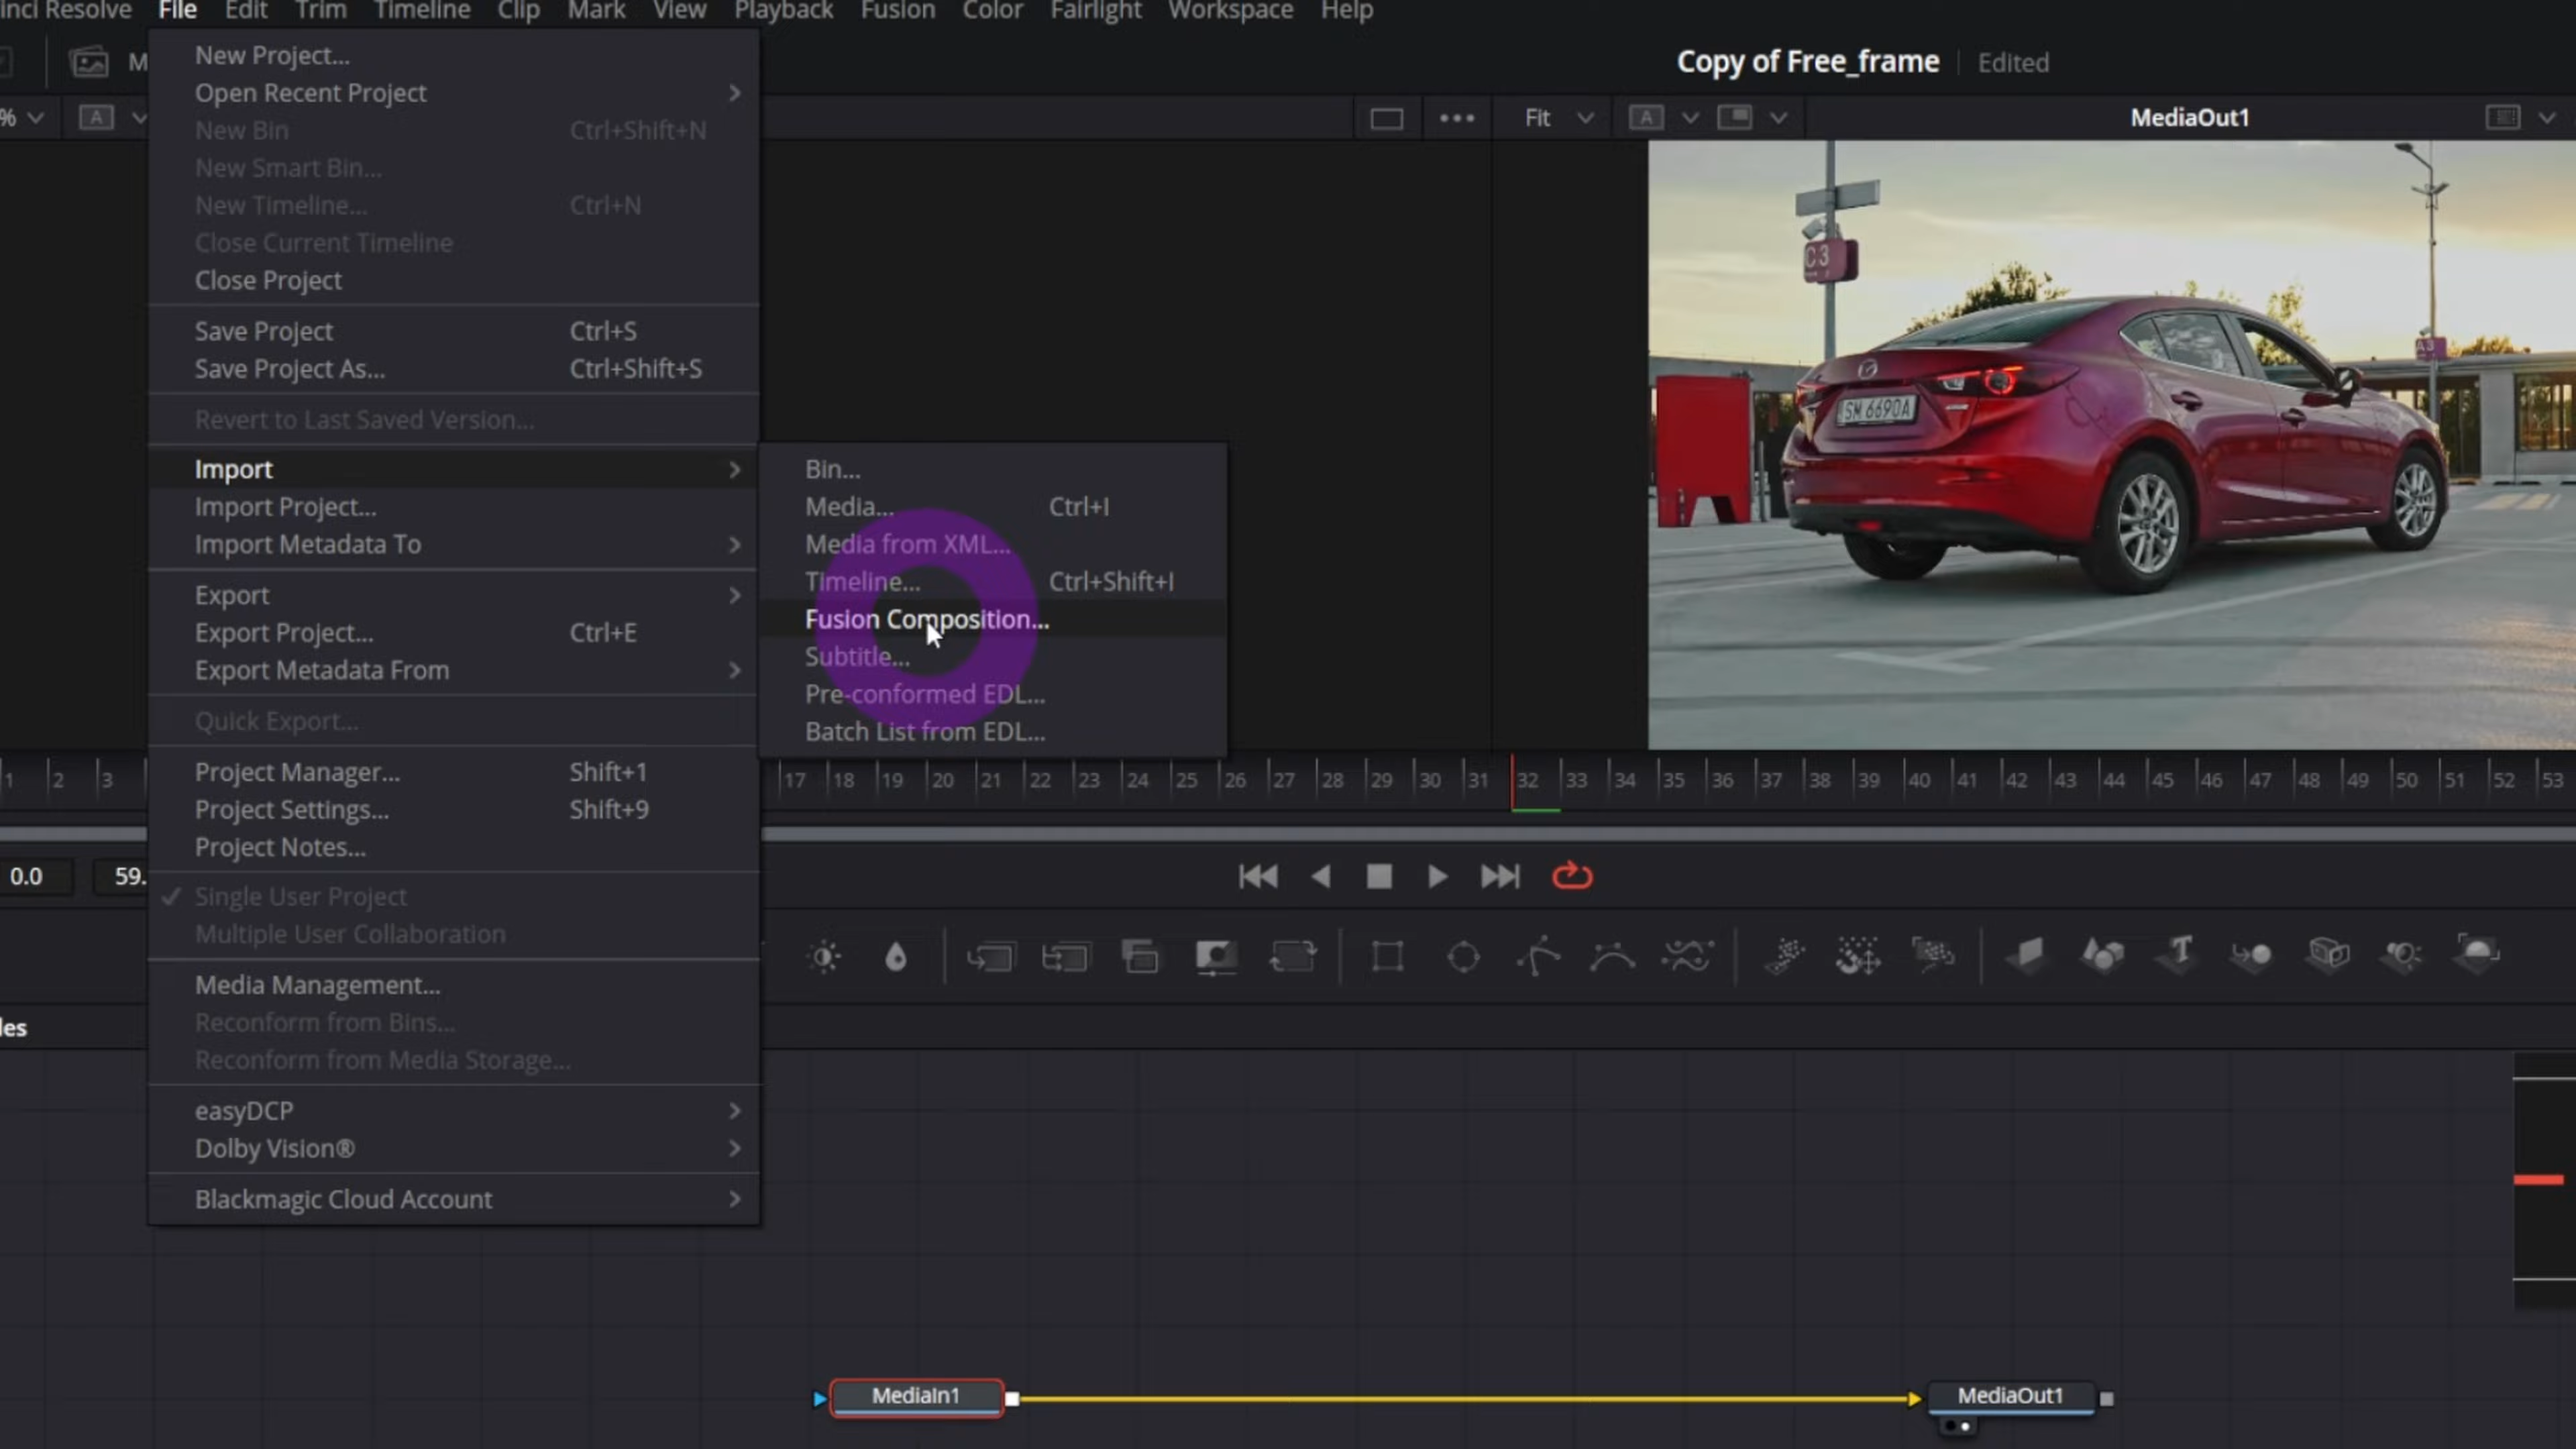 inci Resolve File Edit Trim Timeline Clip Mark View Playback Fusion Color Fairlight Workspace Help
M
Copy of Free_frame Edited
% A
Fit A MediaOut1
New Project...
Open Recent Project
New Bin Ctrl+Shift+N
New Smart Bin...
New Timeline... Ctrl+N
Close Current Timeline
Close Project
Save Project Ctrl+S
Save Project As... Ctrl+Shift+S
Revert to Last Saved Version...
Import
Import Project...
Import Metadata To
Export
Export Project... Ctrl+E
Export Metadata From
Quick Export...
Project Manager... Shift+1
Project Settings... Shift+9
Project Notes...
Single User Project
Multiple User Collaboration
Media Management...
Reconform from Bins...
Reconform from Media Storage...
easyDCP
Dolby Vision®
Blackmagic Cloud Account
Bin...
Media... Ctrl+I
Media from XML...
Timeline... Ctrl+Shift+I
Fusion Composition...
Subtitle...
Pre-conformed EDL...
Batch List from EDL...
C3
A3
SM 6690A
1 2 3 17 18 19 20 21 22 23 24 25 26 27 28 29 30 31 32 33 34 35 36 37 38 39 40 41 42 43 44 45 46 47 48 49 50 51 52 53
0.0 59.
les
MediaIn1
MediaOut1